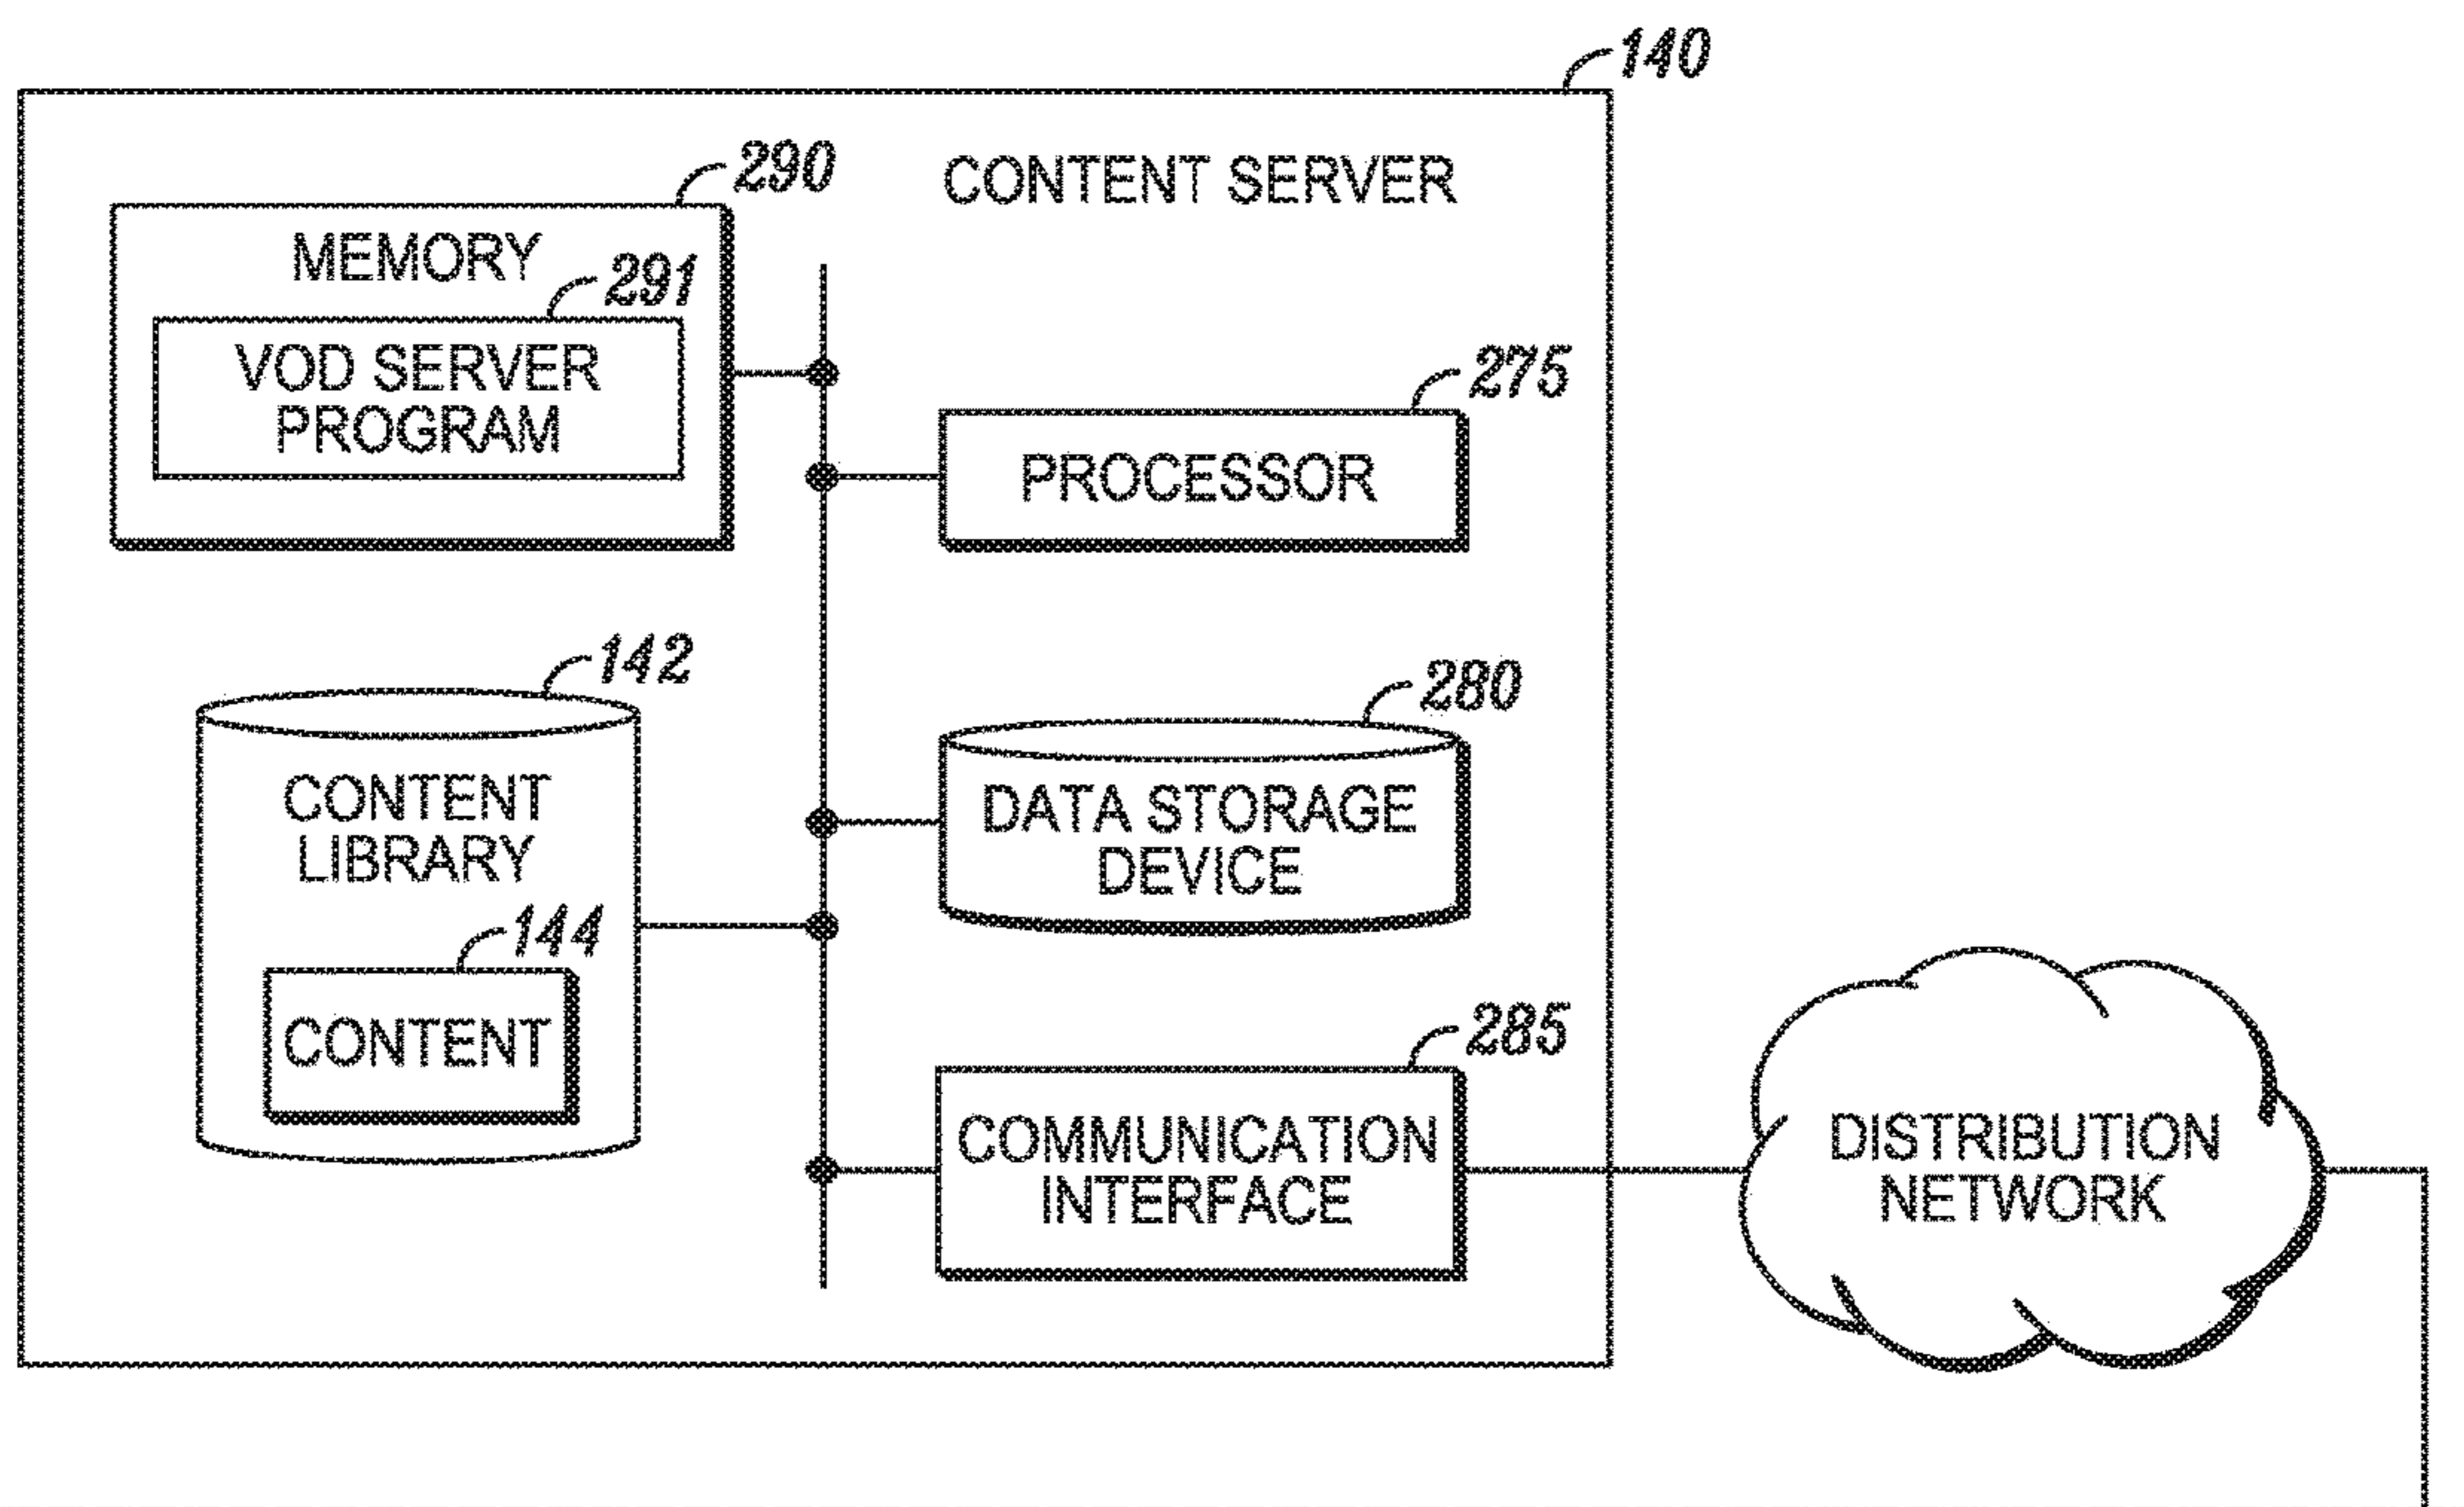 140
290
CONTENT SERVER
MEMORY
291
VOD SERVER
PROGRAM
275
PROCESSOR
142
280
CONTENT
LIBRARY
DATA STORAGE
DEVICE
144
CONTENT
285
COMMUNICATION
INTERFACE
DISTRIBUTION
NETWORK